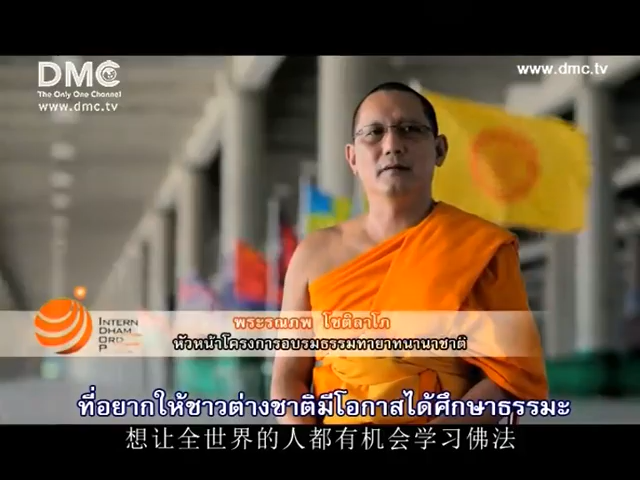 DMC
The Only One Channel
www.dmc.tv
www.dmc.tv
INTERN
DHAM
ORD
P
พระรณภพ โชติลาโภ
หัวหน้าโครงการอบรมธรรมทายาทนานาชาติ
ที่อยากให้ชาวต่างชาติมีโอกาสได้ศึกษาธรรมะ
想让全世界的人都有机会学习佛法